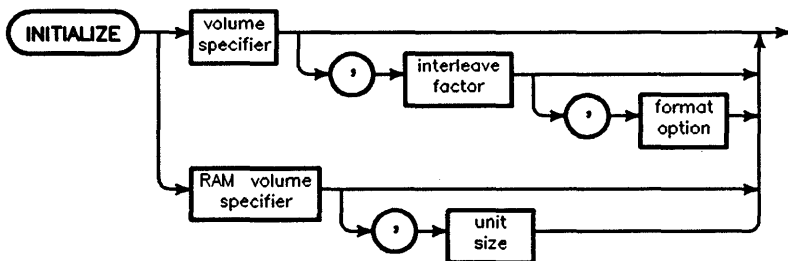 INITIALIZE
volume
specifier
,
interleave
factor
,
format
option
RAM volume
specifier
,
unit
size